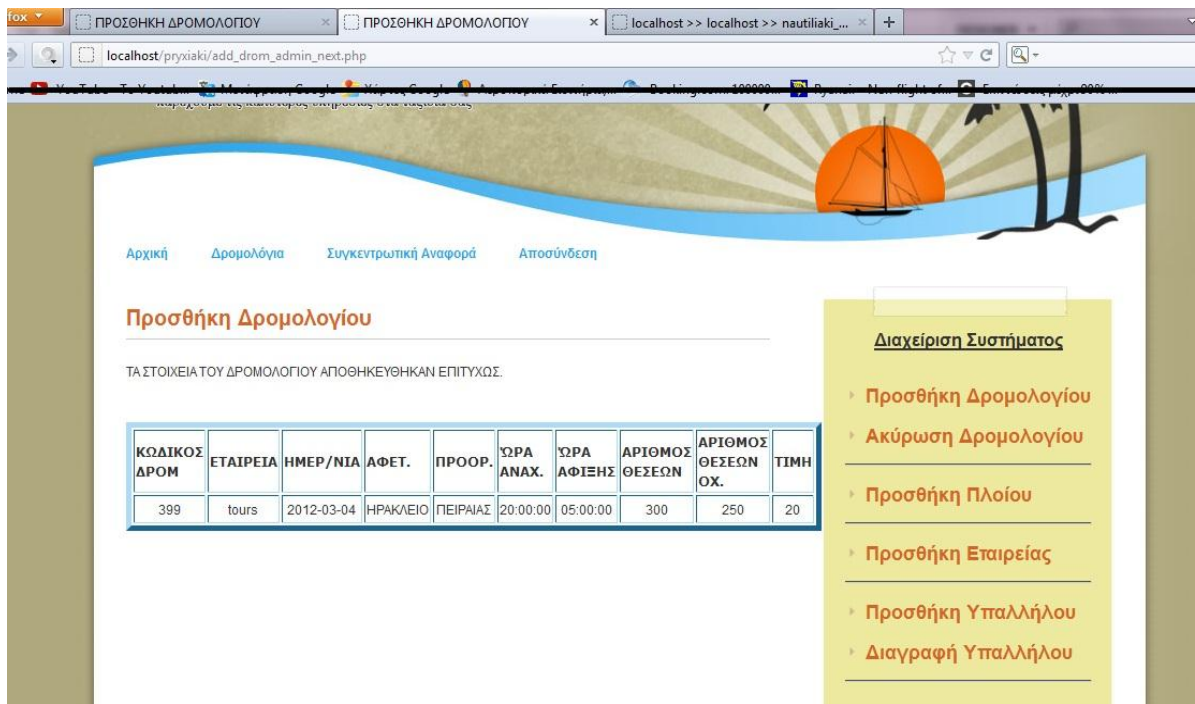 fox
ΠΡΟΣΘΗΚΗ ΔΡΟΜΟΛΟΓΙΟΥ × ΠΡΟΣΘΗΚΗ ΔΡΟΜΟΛΟΓΙΟΥ × localhost >> localhost >> nautiliaki_... × +
localhost/pryxiaki/add_drom_admin_next.php
Αρχική Δρομολόγια Συγκεντρωτική Αναφορά Αποσύνδεση
Προσθήκη Δρομολογίου
ΤΑ ΣΤΟΙΧΕΙΑ ΤΟΥ ΔΡΟΜΟΛΟΓΙΟΥ ΑΠΟΘΗΚΕΥΘΗΚΑΝ ΕΠΙΤΥΧΩΣ.
ΚΩΔΙΚΟΣ ΔΡΟΜ ΕΤΑΙΡΕΙΑ ΗΜΕΡ/ΝΙΑ ΑΦΕΤ. ΠΡΟΟΡ. ΏΡΑ ΑΝΑΧ. ΏΡΑ ΑΦΙΞΗΣ ΑΡΙΘΜΟΣ ΘΕΣΕΩΝ ΑΡΙΘΜΟΣ ΘΕΣΕΩΝ ΟΧ. ΤΙΜΗ
399 tours 2012-03-04 ΗΡΑΚΛΕΙΟ ΠΕΙΡΑΙΑΣ 20:00:00 05:00:00 300 250 20
Διαχείριση Συστήματος
Προσθήκη Δρομολογίου
Ακύρωση Δρομολογίου
Προσθήκη Πλοίου
Προσθήκη Εταιρείας
Προσθήκη Υπαλλήλου
Διαγραφή Υπαλλήλου